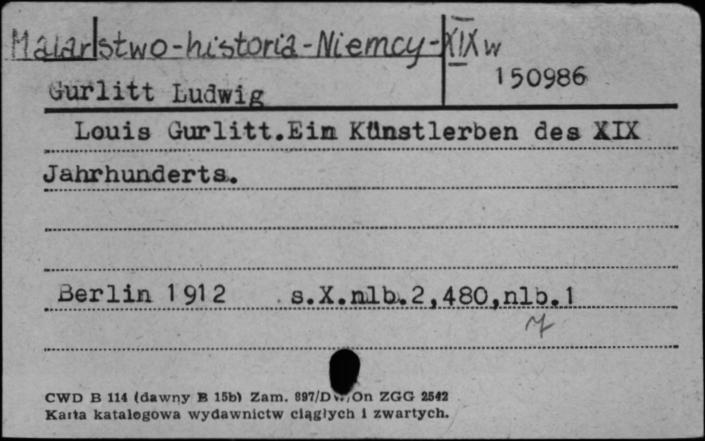 Malarstwo-historia-Niemcy-XIX w
150986
Gurlitt Ludwig
Louis Gurlitt.Ein Künstlerben des XIX
Jahrhunderts.
Berlin 1912 s.X.nlb.2,480,nlb.1
CWD B 114 (dawny B 15b) Zam. 897/DW/On ZGG 2542
Karta katalogowa wydawnictw ciągłych i zwartych.